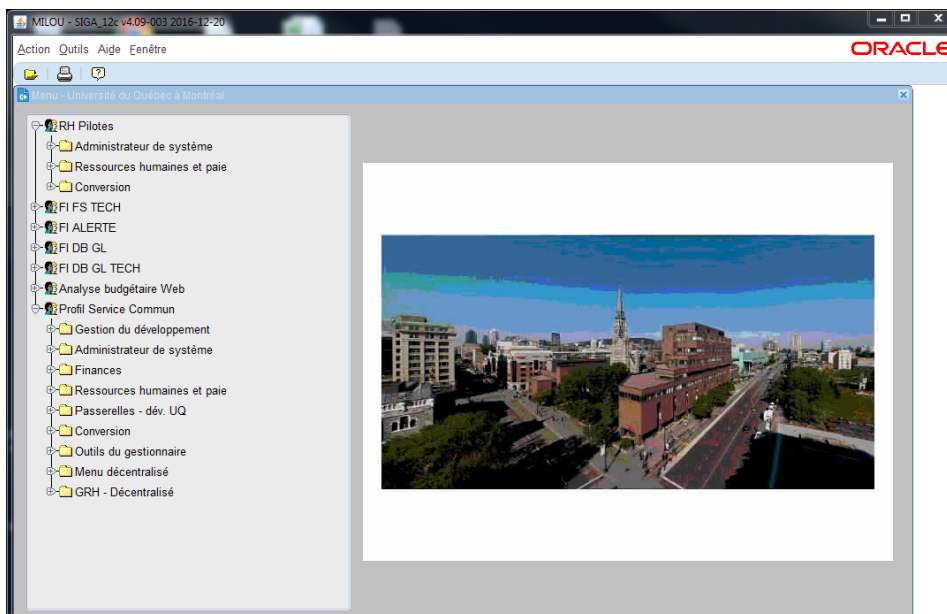 MILOU - SIGA_12c v4.09-003 2016-12-20
Action Outils Aide Fenêtre
ORACLE
Menu - Université du Québec à Montréal
RH Pilotes
Administrateur de système
Ressources humaines et paie
Conversion
FI FS TECH
FI ALERTE
FI DB GL
FI DB GL TECH
Analyse budgétaire Web
Profil Service Commun
Gestion du développement
Administrateur de système
Finances
Ressources humaines et paie
Passerelles - dév. UQ
Conversion
Outils du gestionnaire
Menu décentralisé
GRH - Décentralisé